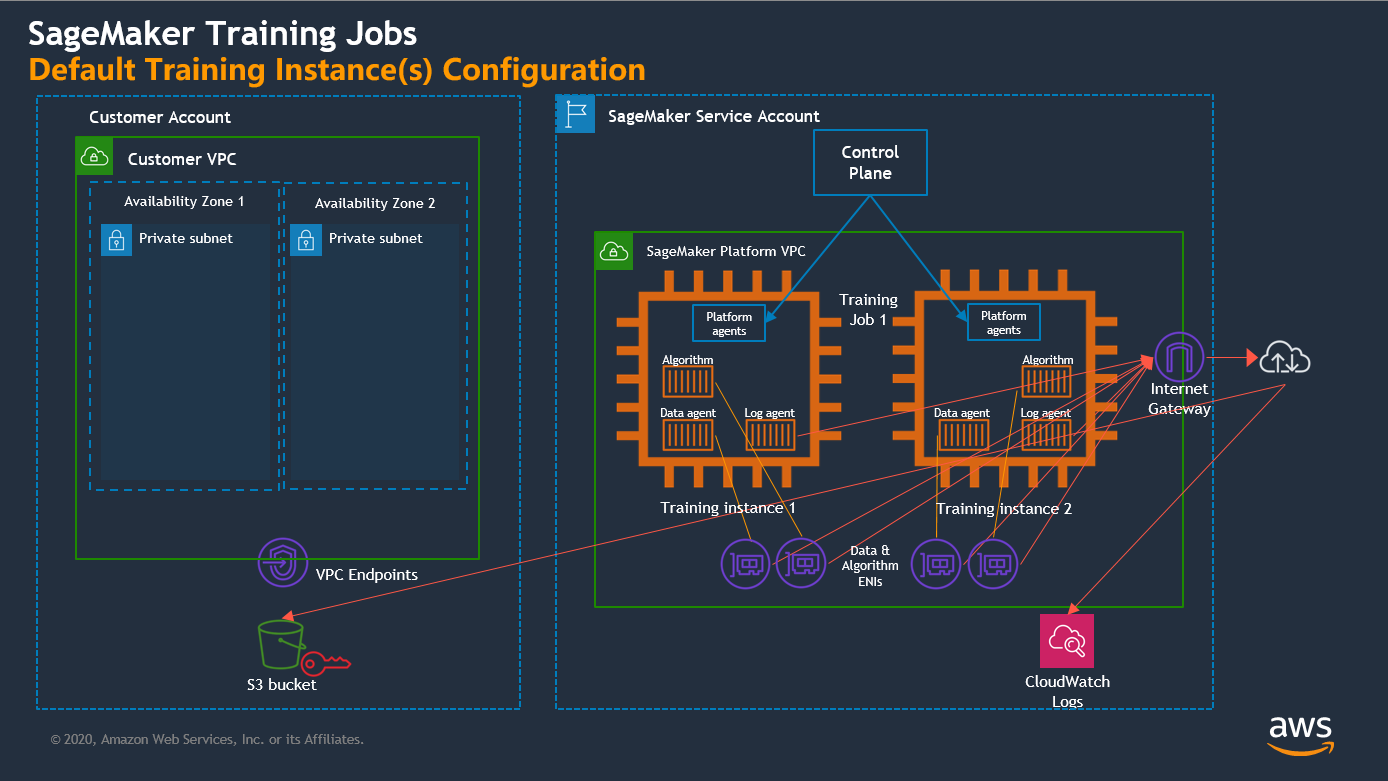 SageMaker Training Jobs
Default Training Instance(s) Configuration
Customer Account
Customer VPC
Availability Zone 1
Availability Zone 2
Private subnet
Private subnet
VPC Endpoints
S3 bucket
SageMaker Service Account
Control
Plane
SageMaker Platform VPC
Training
Job 1
Platform
agents
Algorithm
Data agent
Log agent
Training instance 1
Platform
agents
Algorithm
Data agent
Log agent
Training instance 2
Data &
Algorithm
ENIs
Internet
Gateway
CloudWatch
Logs
© 2020, Amazon Web Services, Inc. or its Affiliates.
aws